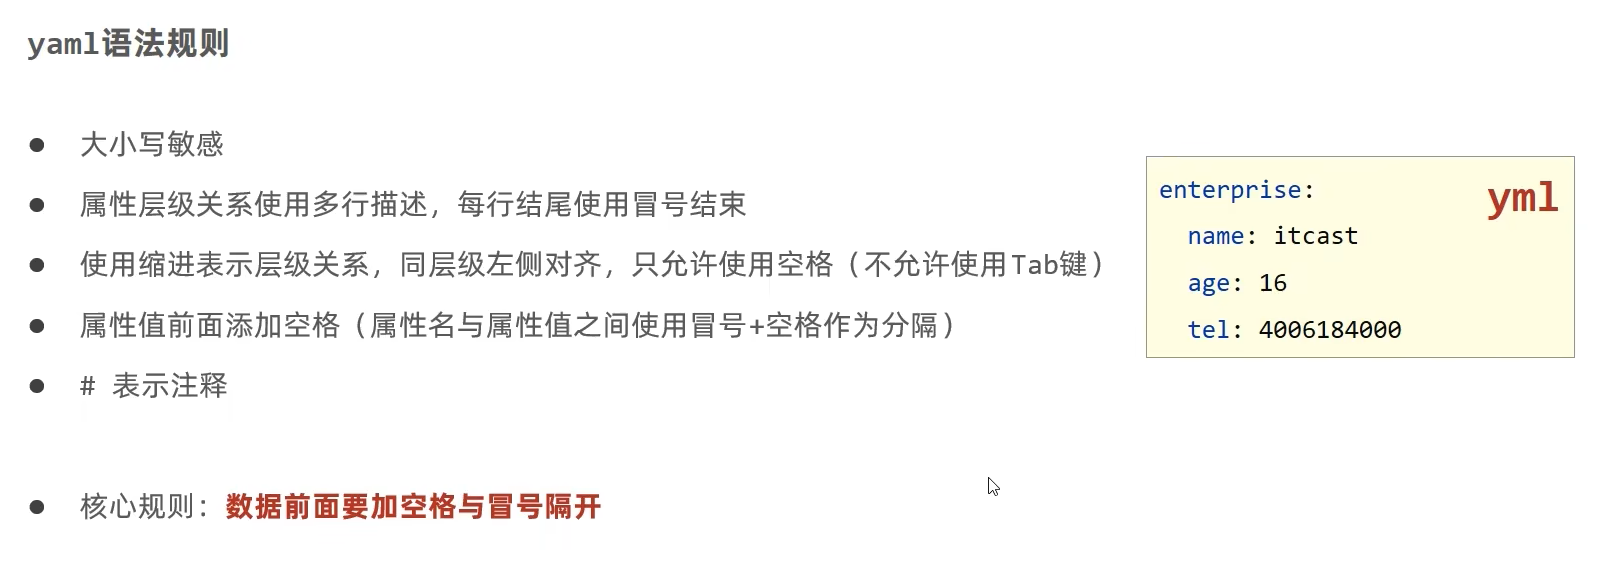 yaml语法规则
● 大小写敏感
● 属性层级关系使用多行描述，每行结尾使用冒号结束
● 使用缩进表示层级关系，同层级左侧对齐，只允许使用空格（不允许使用Tab键）
● 属性值前面添加空格（属性名与属性值之间使用冒号+空格作为分隔）
● # 表示注释
● 核心规则：数据前面要加空格与冒号隔开
enterprise:
yml
  name: itcast
  age: 16
  tel: 4006184000